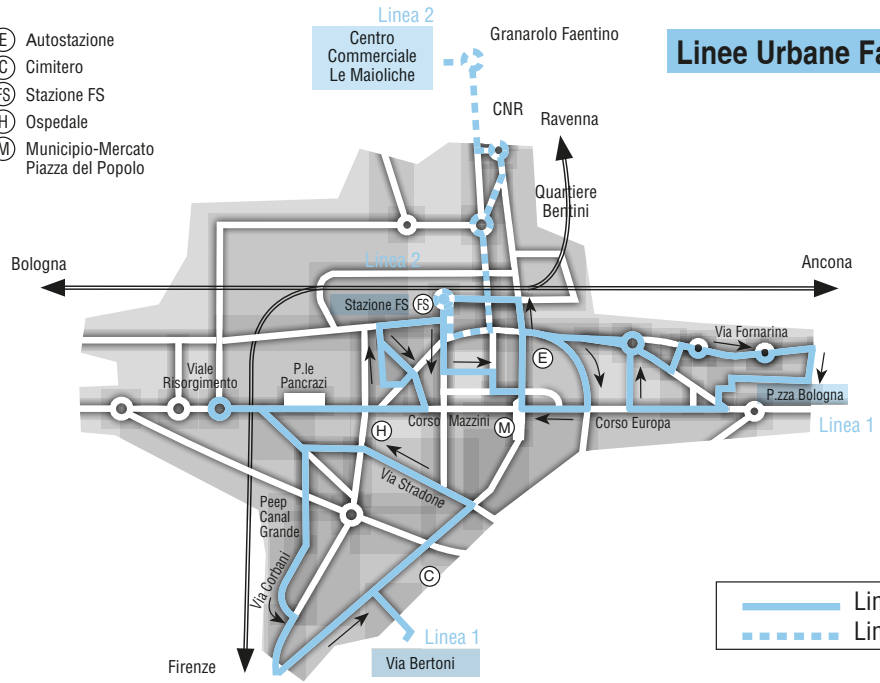 Linea 2
Centro
Commerciale
Le Maioliche
Granarolo Faentino
Linee Urbane Fa
E Autostazione
C Cimitero
FS Stazione FS
H Ospedale
M Municipio-Mercato
Piazza del Popolo
CNR
Ravenna
Quartiere
Bentini
Bologna
Linea 2
Ancona
Stazione FS
FS
Via Fornarina
E
Viale
Risorgimento
P.le
Pancrazi
P.zza Bologna
H
Corso Mazzini
M
Corso Europa
Linea 1
Via Stradone
Peep
Canal
Grande
Via Corbani
C
Linea 1
Via Bertoni
Firenze
Lin
Lin